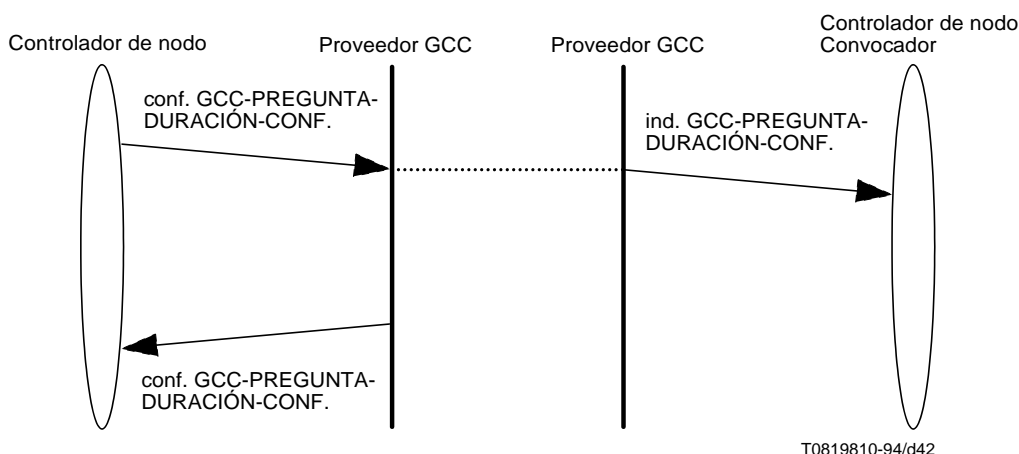 Controlador de nodo
Proveedor GCC
Proveedor GCC
Controlador de nodo
Convocador
conf. GCC-PREGUNTA-
DURACIÓN-CONF.
ind. GCC-PREGUNTA-
DURACIÓN-CONF.
conf. GCC-PREGUNTA-
DURACIÓN-CONF.
T0819810-94/d42